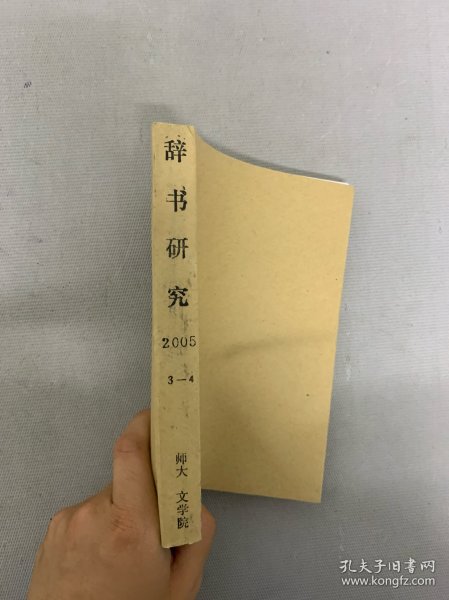 辞书研究
2005
3—4
师大 文学院
孔夫子旧书网
www.kongfz.com